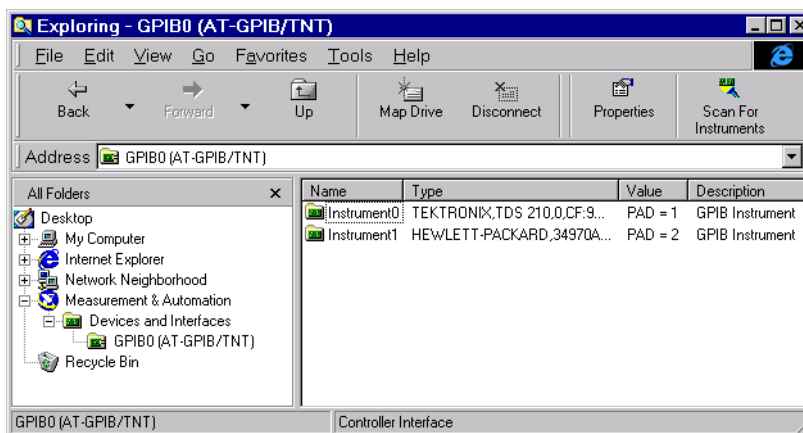 Exploring - GPIB0 (AT-GPIB/TNT)
File Edit View Go Favorites Tools Help
Back Forward Up Map Drive Disconnect Properties Scan For Instruments
Address GPIB0 (AT-GPIB/TNT)
All Folders
Desktop
My Computer
Internet Explorer
Network Neighborhood
Measurement & Automation
Devices and Interfaces
GPIB0 (AT-GPIB/TNT)
Recycle Bin
Name Type Value Description
Instrument0 TEKTRONIX,TDS 210,0,CF:9... PAD = 1 GPIB Instrument
Instrument1 HEWLETT-PACKARD,34970A... PAD = 2 GPIB Instrument
GPIB0 (AT-GPIB/TNT) Controller Interface